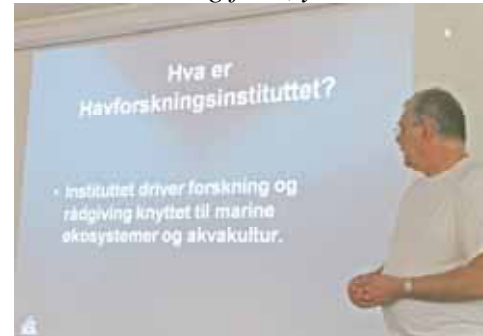 Hva er
Havforskningsinstituttet?
• Instituttet driver forskning og
rådgiving knyttet til marine
økosystemer og akvakultur.